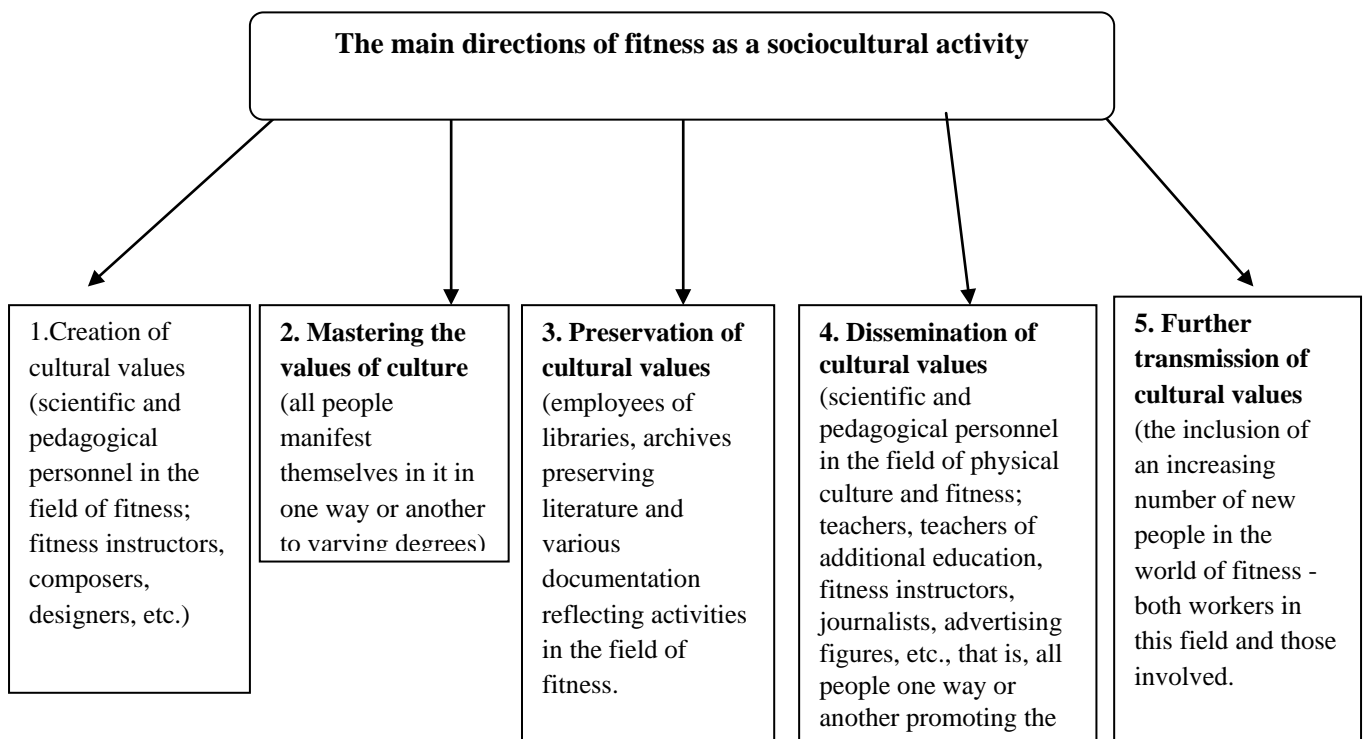 The main directions of fitness as a sociocultural activity
1.Creation of
cultural values
(scientific and
pedagogical
personnel in the
field of fitness;
fitness instructors,
composers,
designers, etc.)
2. Mastering the
values of culture
(all people
manifest
themselves in it in
one way or another
to varying degrees)
3. Preservation of
cultural values
(employees of
libraries, archives
preserving
literature and
various
documentation
reflecting activities
in the field of
fitness.
4. Dissemination of
cultural values
(scientific and
pedagogical personnel
in the field of physical
culture and fitness;
teachers, teachers of
additional education,
fitness instructors,
journalists, advertising
figures, etc., that is, all
people one way or
another promoting the
5. Further
transmission of
cultural values
(the inclusion of
an increasing
number of new
people in the
world of fitness -
both workers in
this field and those
involved.